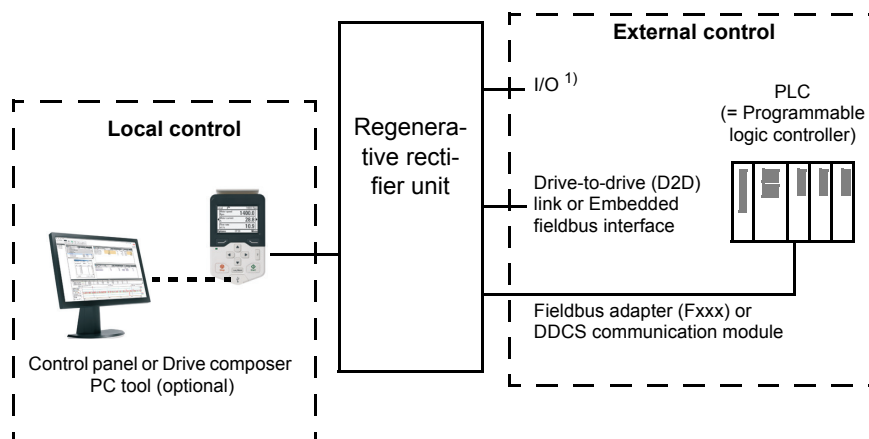 External control
I/O 1)
PLC
(= Programmable
logic controller)
Local control
Regenera-
tive recti-
fier unit
Drive-to-drive (D2D)
link or Embedded
fieldbus interface
Fieldbus adapter (Fxxx) or
DDCS communication module
Control panel or Drive composer
PC tool (optional)